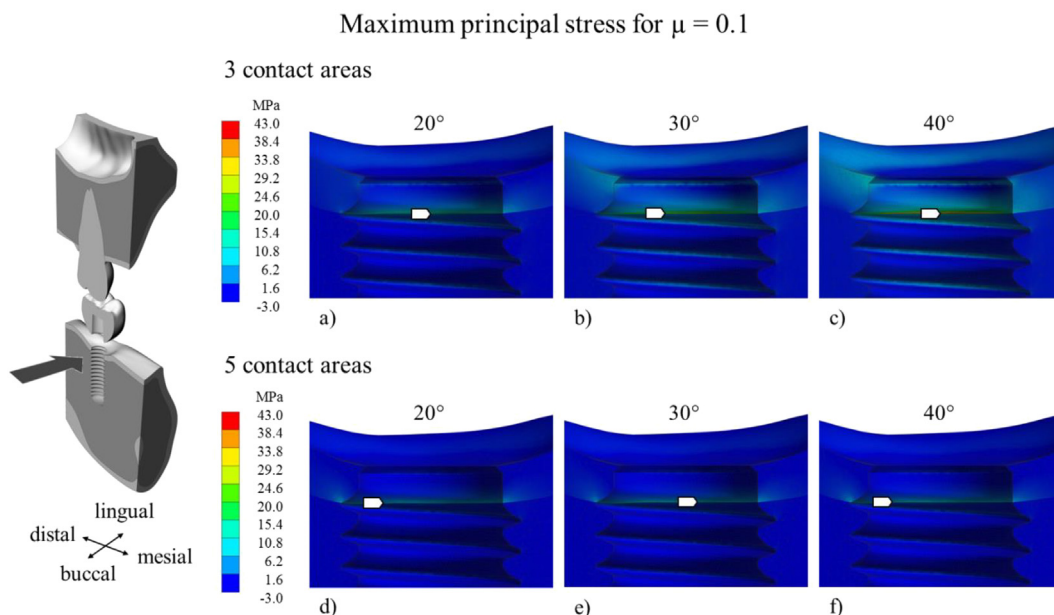 Maximum principal stress for μ = 0.1
3 contact areas
MPa
43.0
38.4
33.8
29.2
24.6
20.0
15.4
10.8
6.2
1.6
-3.0
20°
30°
40°
a)
b)
c)
5 contact areas
MPa
43.0
38.4
33.8
29.2
24.6
20.0
15.4
10.8
6.2
1.6
-3.0
20°
30°
40°
d)
e)
f)
lingual
distal
mesial
buccal